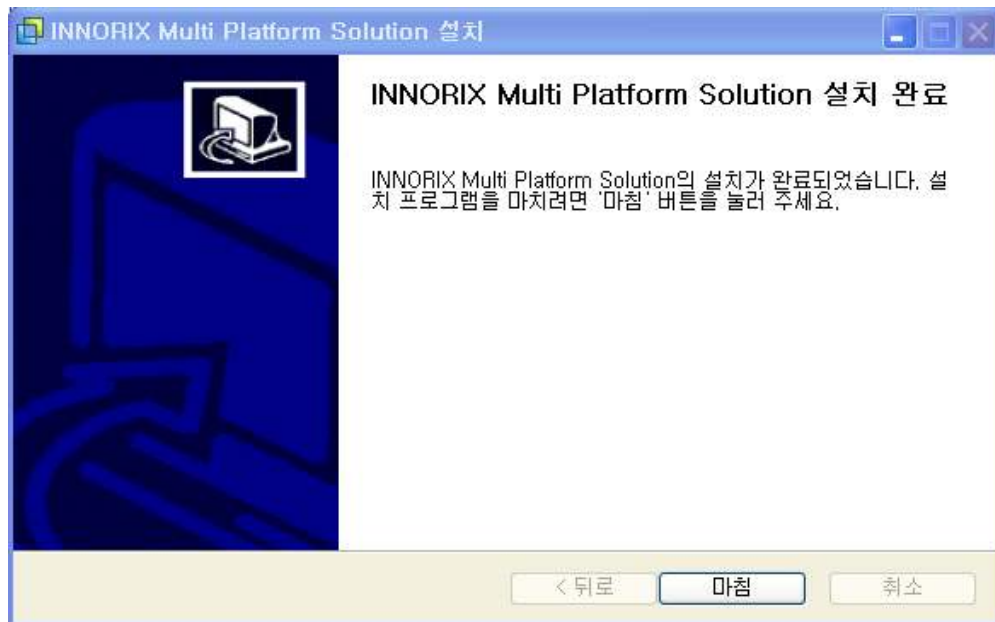 INNORIX Multi Platform Solution 설치
INNORIX Multi Platform Solution 설치 완료
INNORIX Multi Platform Solution의 설치가 완료되었습니다. 설
치 프로그램을 마치려면 '마침' 버튼을 눌러 주세요.
< 뒤로
마침
취소